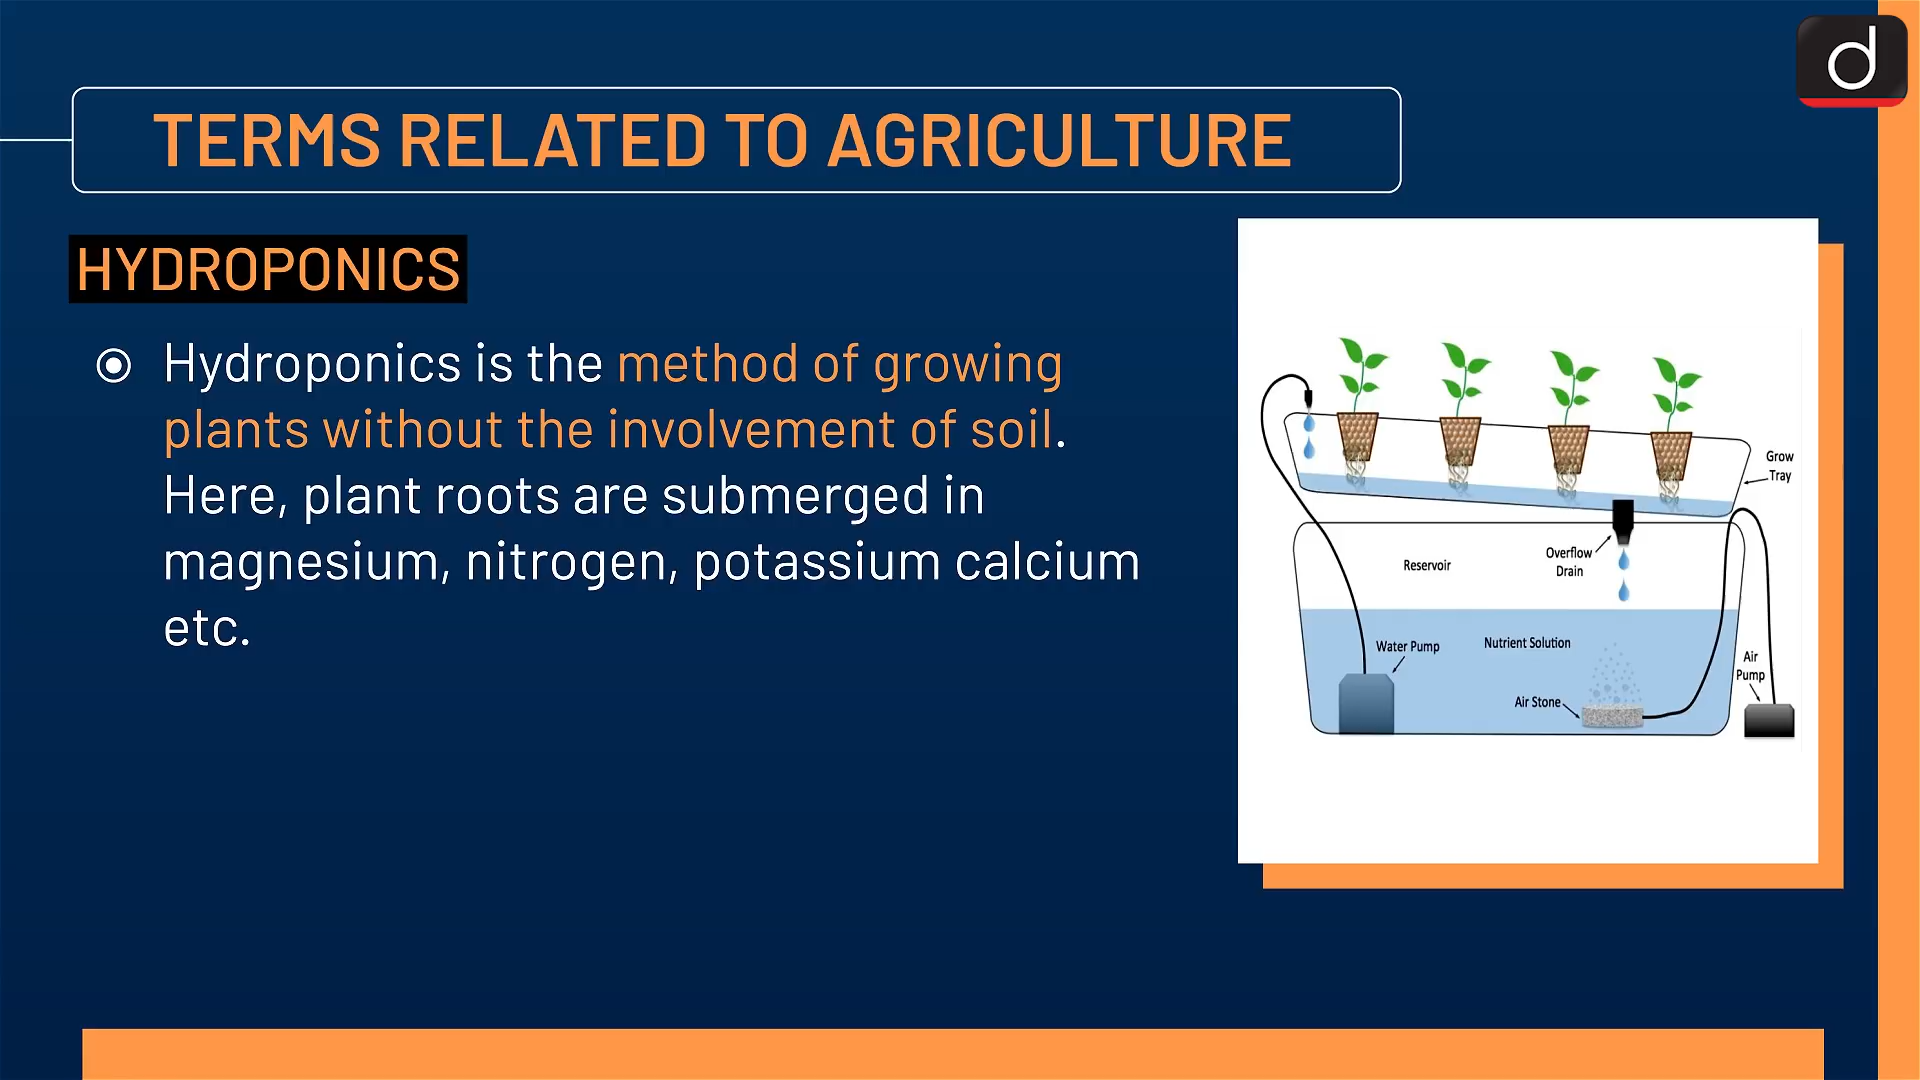 d
TERMS RELATED TO AGRICULTURE
HYDROPONICS
Hydroponics is the method of growing
plants without the involvement of soil.
Here, plant roots are submerged in
magnesium, nitrogen, potassium calcium
etc.
Grow
Tray
Overflow
Drain
Reservoir
Water Pump
Nutrient Solution
Air
Pump
Air Stone